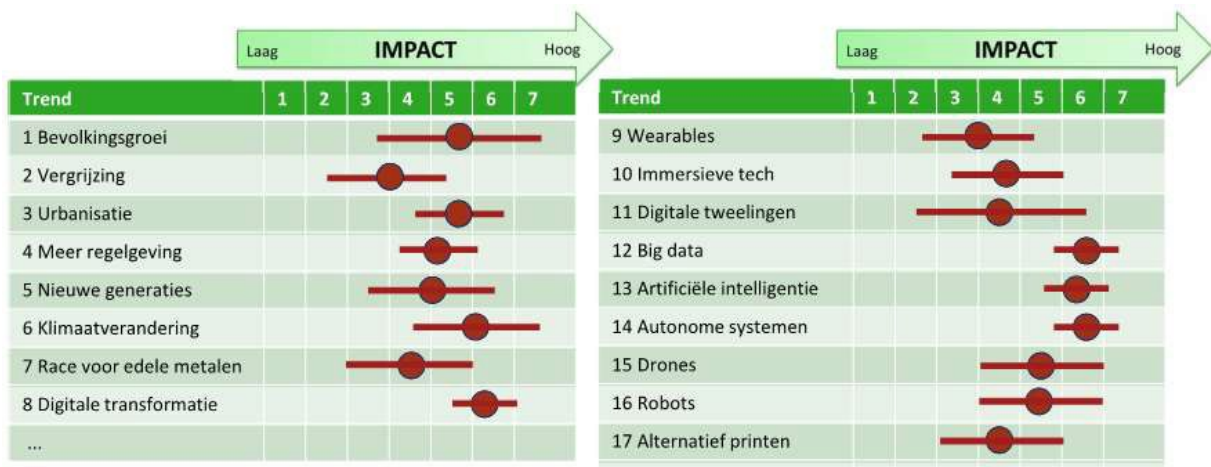 Laag IMPACT Hoog
Trend 1 2 3 4 5 6 7
1 Bevolkingsgroei
2 Vergrijzing
3 Urbanisatie
4 Meer regelgeving
5 Nieuwe generaties
6 Klimaatverandering
7 Race voor edele metalen
8 Digitale transformatie
...
Laag IMPACT Hoog
Trend 1 2 3 4 5 6 7
9 Wearables
10 Immersieve tech
11 Digitale tweelingen
12 Big data
13 Artificiële intelligentie
14 Autonome systemen
15 Drones
16 Robots
17 Alternatief printen